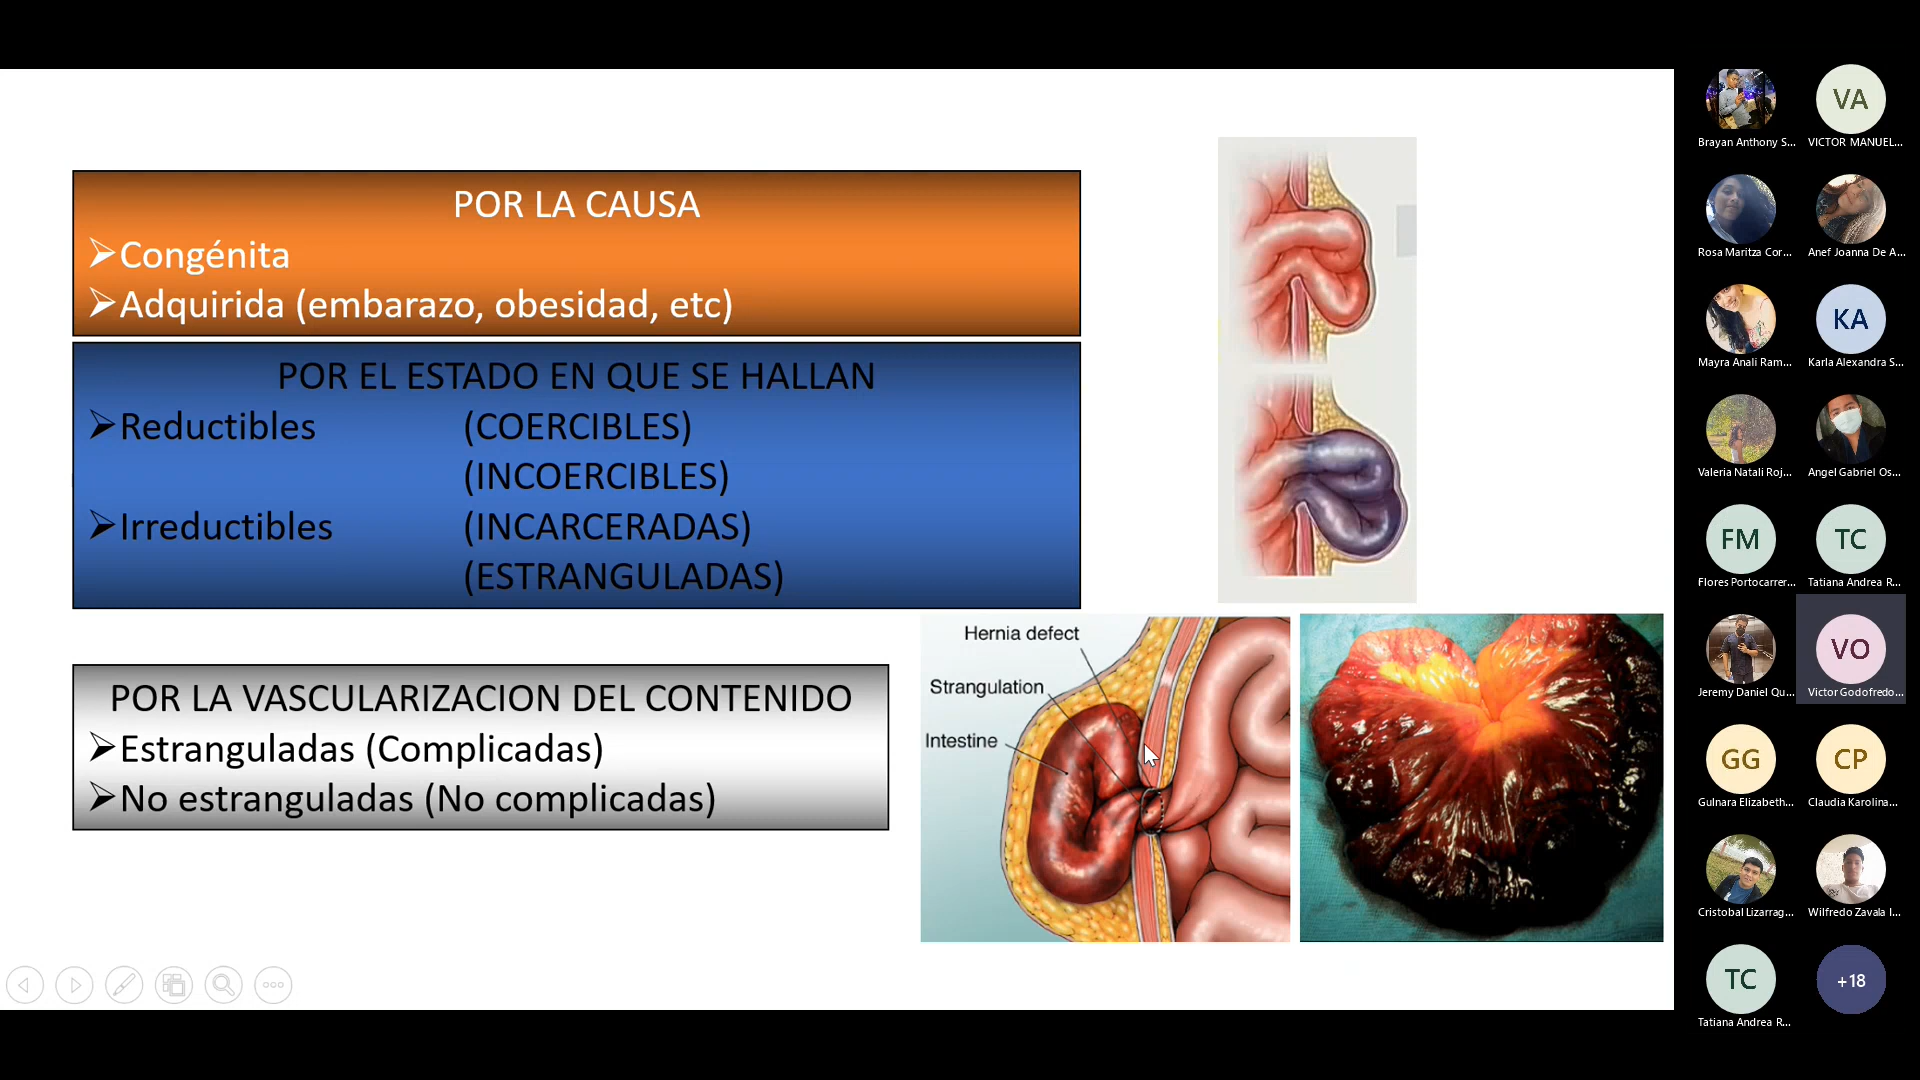 POR LA CAUSA
➢Congénita
➢Adquirida (embarazo, obesidad, etc)
POR EL ESTADO EN QUE SE HALLAN
➢Reductibles (COERCIBLES)
(INCOERCIBLES)
➢Irreductibles (INCARCERADAS)
(ESTRANGULADAS)
POR LA VASCULARIZACION DEL CONTENIDO
➢Estranguladas (Complicadas)
➢No estranguladas (No complicadas)
Hernia defect
Strangulation
Intestine
VA
Brayan Anthony S... VICTOR MANUEL...
Rosa Maritza Cor... Anef Joanna De A...
KA
Mayra Anali Ram... Karla Alexandra S...
Valeria Natali Roj... Angel Gabriel Os...
FM TC
Flores Portocarrer... Tatiana Andrea R...
VO
Jeremy Daniel Qu... Victor Godofredo...
GG CP
Gulnara Elizabeth... Claudia Karolina...
Cristobal Lizarrag... Wilfredo Zavala I...
TC +18
Tatiana Andrea R...